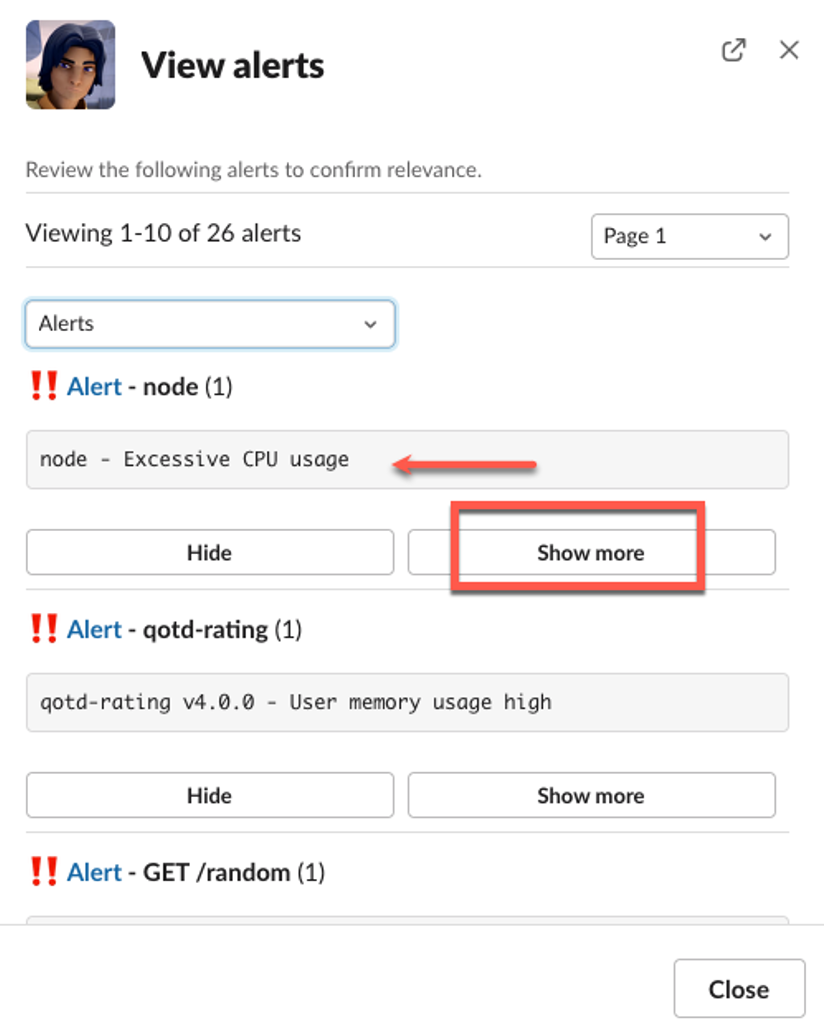 View alerts
Review the following alerts to confirm relevance.
Viewing 1-10 of 26 alerts
Page 1
Alerts
‼ Alert - node (1)
node - Excessive CPU usage
Hide
Show more
‼ Alert - qotd-rating (1)
qotd-rating v4.0.0 - User memory usage high
Hide
Show more
‼ Alert - GET /random (1)
Close